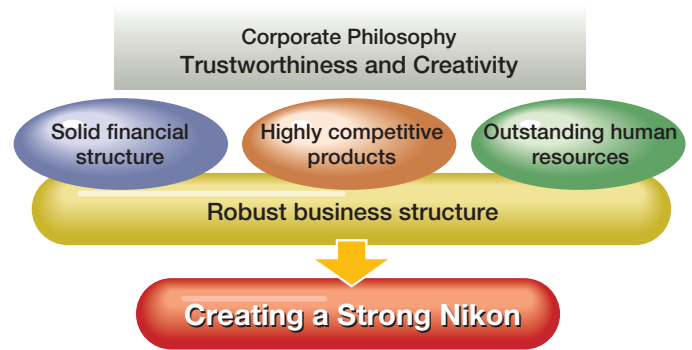 Corporate Philosophy
Trustworthiness and Creativity
Solid financial
structure
Highly competitive
products
Outstanding human
resources
Robust business structure
Creating a Strong Nikon